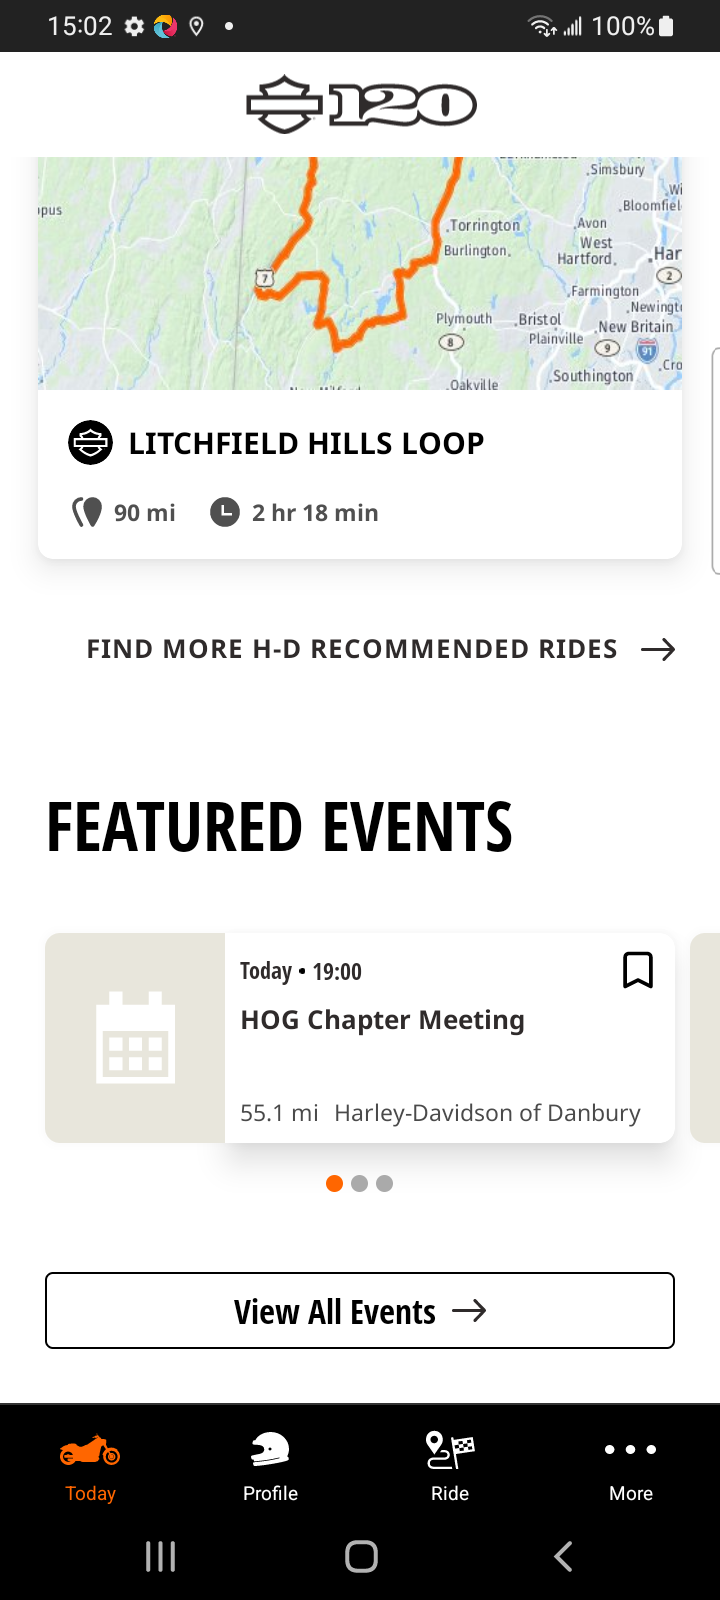 15:02
100%
120
Simsbury
Bloomfiel
Torrington
Avon
Burlington
West
Hartford
Har
7
2
Farmington
Newingt
Plymouth
Bristol
New Britain
8
Plainville
9
91
Cro
Oakville
Southington
LITCHFIELD HILLS LOOP
90 mi
2 hr 18 min
FIND MORE H-D RECOMMENDED RIDES
FEATURED EVENTS
Today • 19:00
HOG Chapter Meeting
55.1 mi Harley-Davidson of Danbury
View All Events
Today
Profile
Ride
More